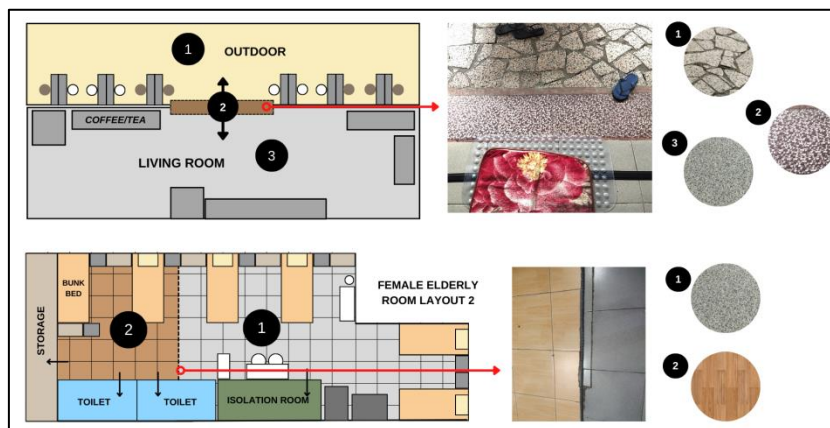 1
OUTDOOR
2
COFFEE/TEA
LIVING ROOM
3
1
2
3
BUNK
BED
STORAGE
2
1
FEMALE ELDERLY
ROOM LAYOUT 2
TOILET
TOILET
ISOLATION ROOM
1
2